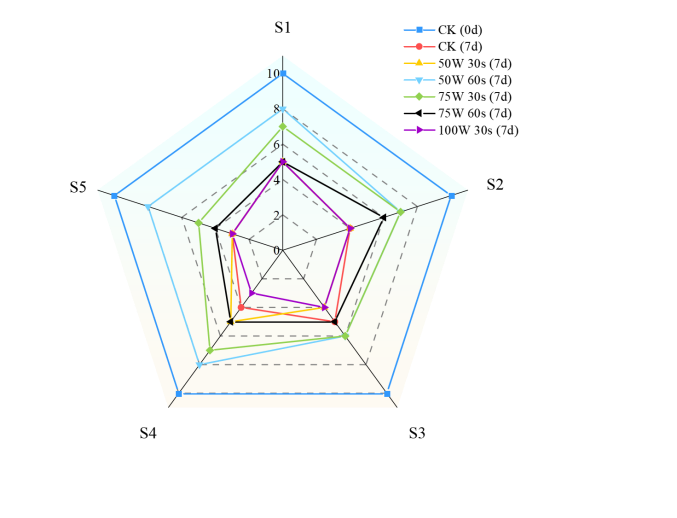 S1
CK (0d)
CK (7d)
50W 30s (7d)
50W 60s (7d)
75W 30s (7d)
75W 60s (7d)
100W 30s (7d)
10
8
6
4
2
0
S5
S2
S4
S3